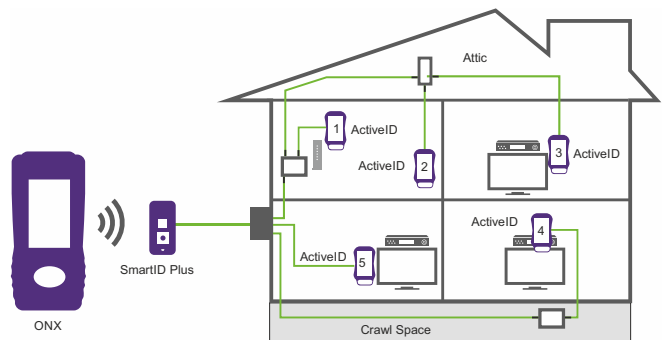 Attic
1
ActiveID
ActiveID
2
3
ActiveID
ActiveID
4
ActiveID
5
SmartID Plus
ONX
Crawl Space